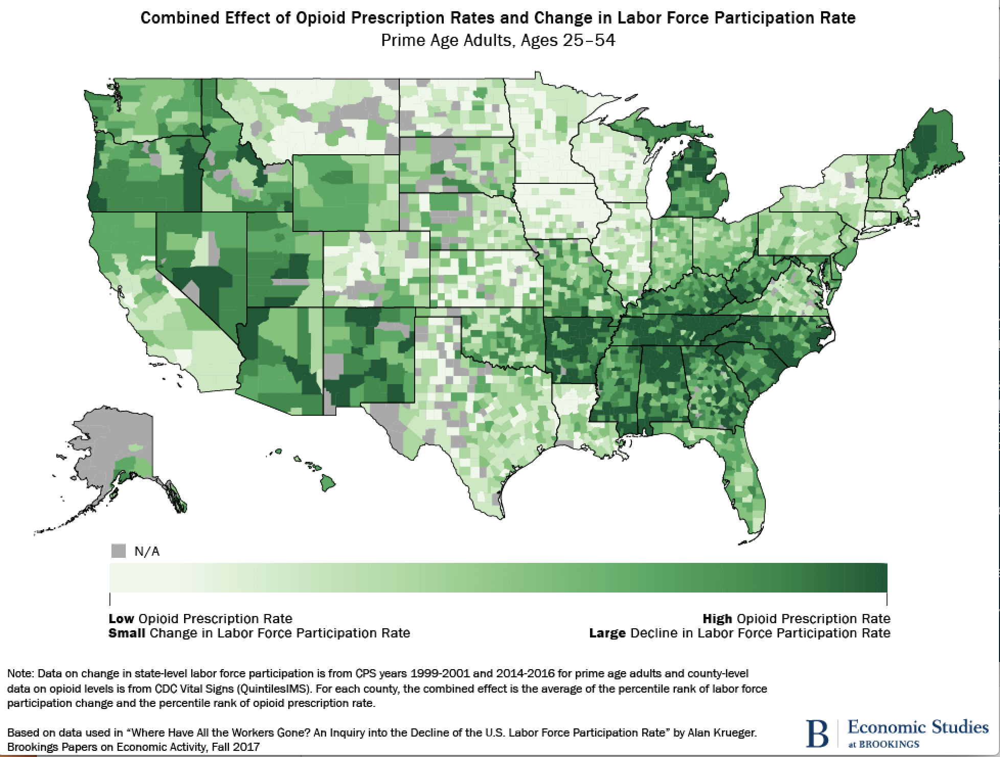 Combined Effect of Opioid Prescription Rates and Change in Labor Force Participation Rate
Prime Age Adults, Ages 25–54
N/A
Low Opioid Prescription Rate
Small Change in Labor Force Participation Rate
High Opioid Prescription Rate
Large Decline in Labor Force Participation Rate
Note: Data on change in state-level labor force participation is from CPS years 1999-2001 and 2014-2016 for prime age adults and county-level
data on opioid levels is from CDC Vital Signs (QuintilesIMS). For each county, the combined effect is the average of the percentile rank of labor force
participation change and the percentile rank of opioid prescription rate.
Based on data used in “Where Have All the Workers Gone? An Inquiry into the Decline of the U.S. Labor Force Participation Rate” by Alan Krueger.
Brookings Papers on Economic Activity, Fall 2017
B
Economic Studies
at BROOKINGS